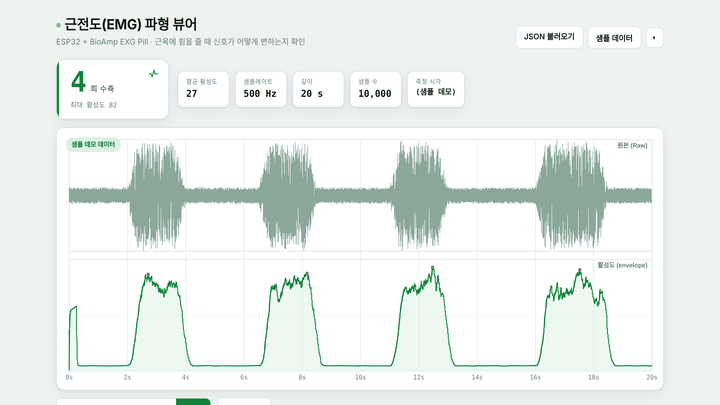 근전도(EMG) 파형 뷰어
ESP32 + BioAmp EXG Pill · 근육에 힘을 줄 때 신호가 어떻게 변하는지 확인
JSON 불러오기
샘플 데이터
4 회 수축
최대 활성도 82
평균 활성도
27
샘플레이트
500 Hz
길이
20 s
샘플 수
10,000
측정 시각
(샘플 데모)
샘플 데모 데이터
원본 (Raw)
활성도 (envelope)
0s 2s 4s 6s 8s 10s 12s 14s 16s 18s 20s